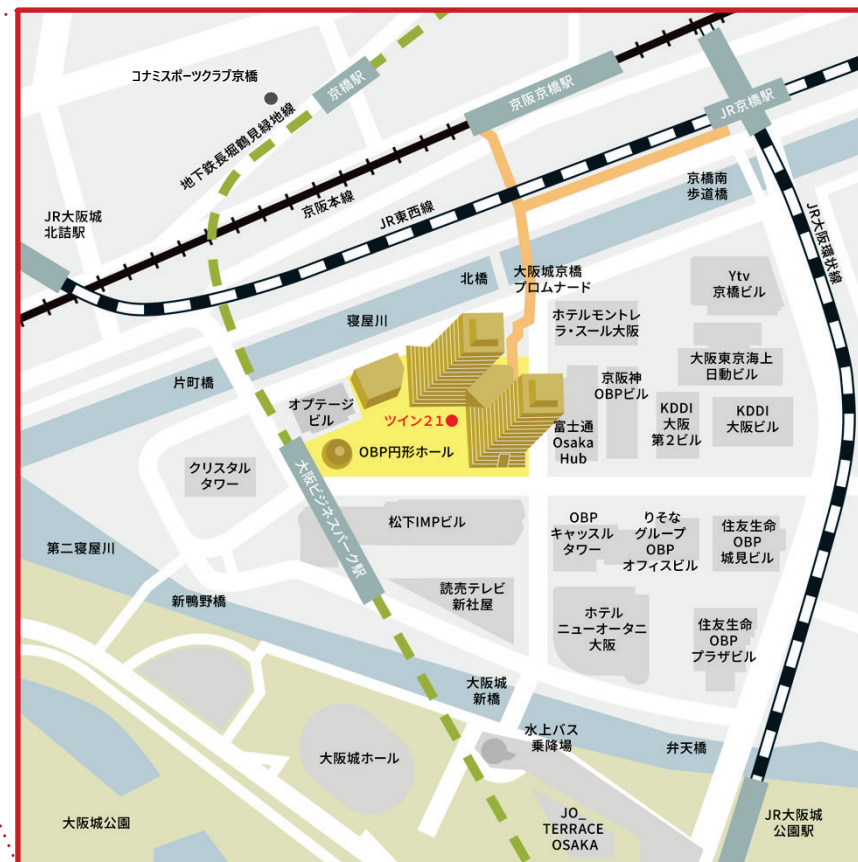 コナミスポーツクラブ京橋
京橋駅
京阪京橋駅
JR京橋駅
地下鉄長堀鶴見緑地線
京阪本線
JR東西線
京橋南
歩道橋
JR大阪環状線
JR大阪城
北詰駅
北橋
大阪城京橋
プロムナード
Ytv
京橋ビル
寝屋川
ホテルモントレ
ラ・スール大阪
大阪東京海上
日動ビル
片町橋
オプテージ
ビル
ツイン21
京阪神
OBPビル
KDDI
大阪
第2ビル
KDDI
大阪ビル
富士通
Osaka
Hub
OBP円形ホール
クリスタル
タワー
大阪ビジネスパーク駅
松下IMPビル
OBP
キャッスル
タワー
りそな
グループ
OBP
オフィスビル
住友生命
OBP
城見ビル
第二寝屋川
新鴨野橋
読売テレビ
新社屋
ホテル
ニューオータニ
大阪
住友生命
OBP
プラザビル
大阪城
新橋
水上バス
乗降場
弁天橋
大阪城ホール
大阪城公園
JO_
TERRACE
OSAKA
JR大阪城
公園駅